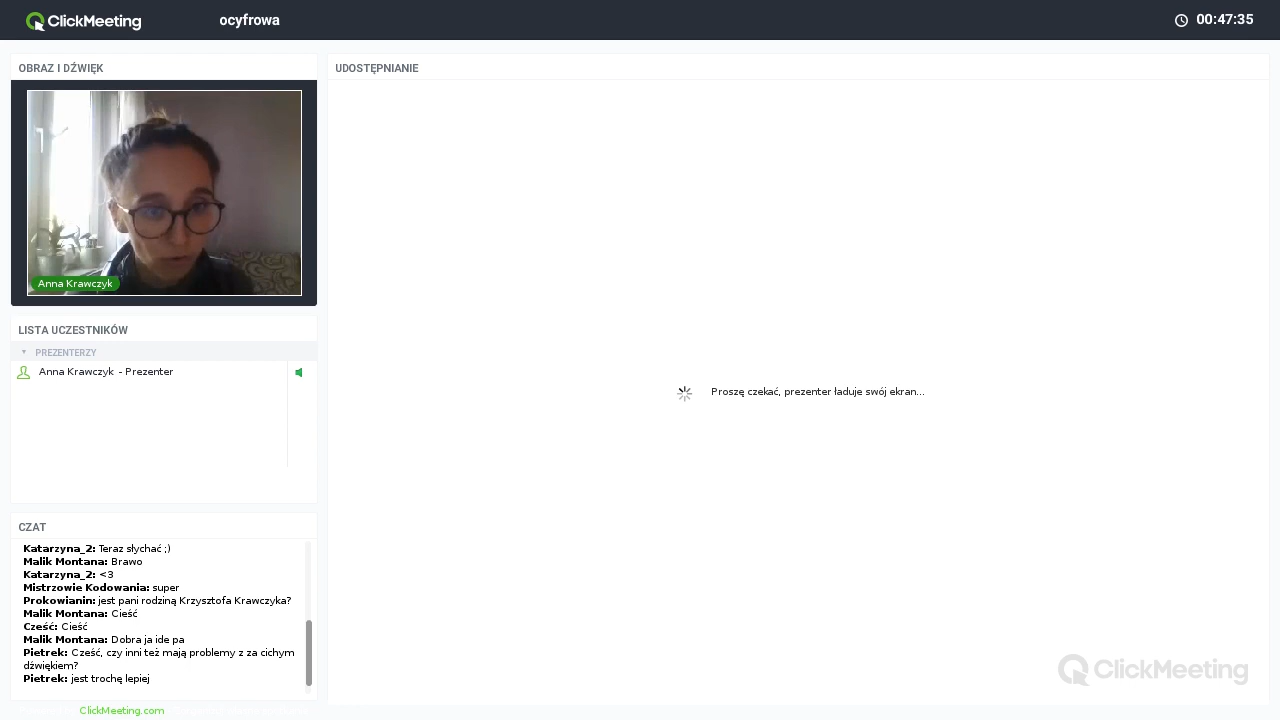 ClickMeeting
ocyfrowa
00:47:35
OBRAZ I DŹWIĘK
Anna Krawczyk
LISTA UCZESTNIKÓW
PREZENTERZY
Anna Krawczyk - Prezenter
CZAT
Katarzyna_2: Teraz słychać ;)
Malik Montana: Brawo
Katarzyna_2: <3
Mistrzowie Kodowania: super
Prokowianin: jest pani rodziną Krzysztofa Krawczyka?
Malik Montana: Cieść
Cześć: Cieść
Malik Montana: Dobra ja ide pa
Pietrek: Cześć, czy inni też mają problemy z za cichym
dźwiękiem?
Pietrek: jest trochę lepiej
ClickMeeting.com
UDOSTĘPNIANIE
Proszę czekać, prezenter ładuje swój ekran...
ClickMeeting